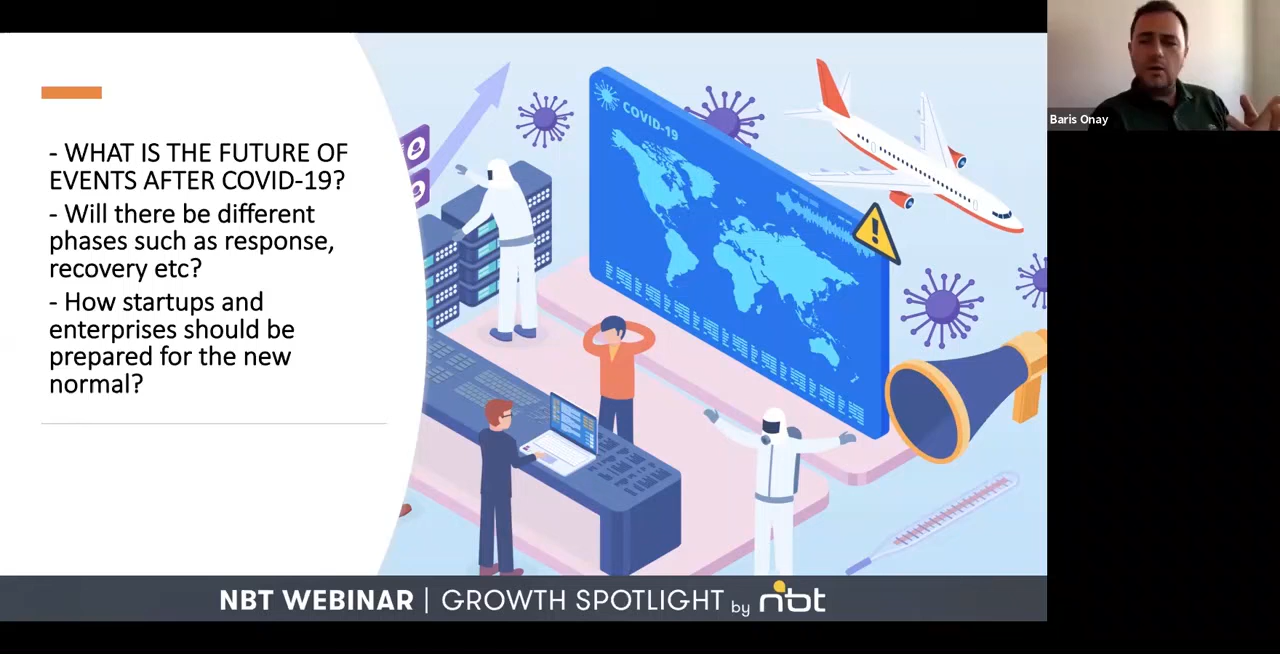 - WHAT IS THE FUTURE OF
EVENTS AFTER COVID-19?
- Will there be different
phases such as response,
recovery etc?
- How startups and
enterprises should be
prepared for the new
normal?
COVID-19
Baris Onay
NBT WEBINAR | GROWTH SPOTLIGHT by nbt